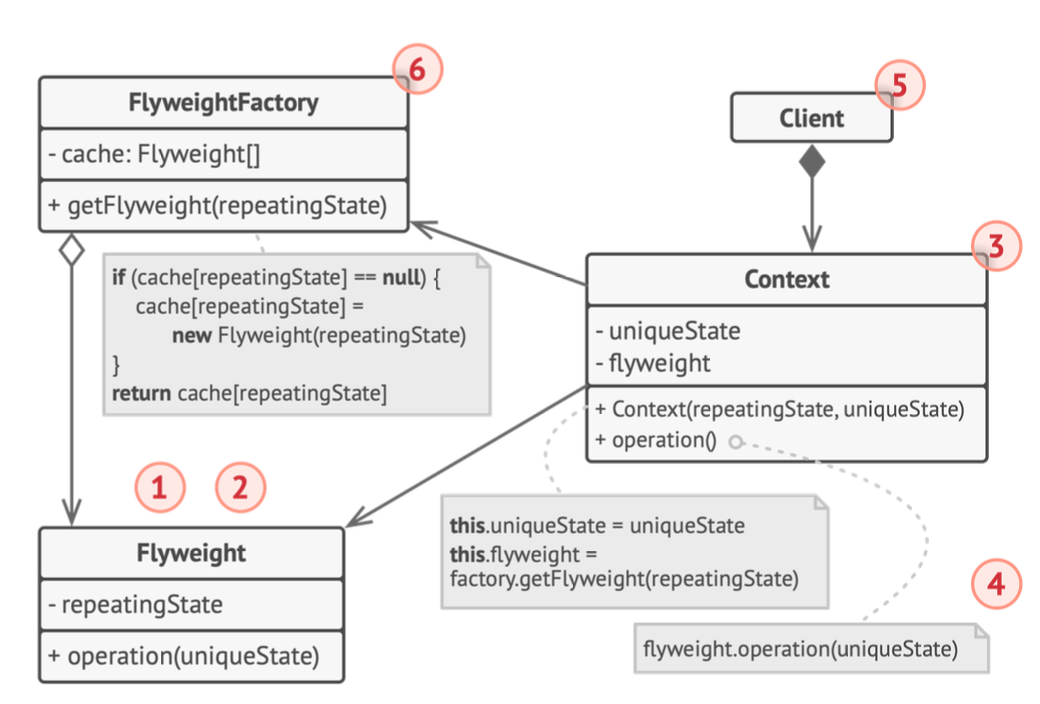 6
FlyweightFactory
- cache: Flyweight[]
+ getFlyweight(repeatingState)
if (cache[repeatingState] == null) {
cache[repeatingState] =
new Flyweight(repeatingState)
}
return cache[repeatingState]
5
Client
3
Context
- uniqueState
- flyweight
+ Context(repeatingState, uniqueState)
+ operation()
1
2
Flyweight
- repeatingState
+ operation(uniqueState)
this.uniqueState = uniqueState
this.flyweight =
factory.getFlyweight(repeatingState)
4
flyweight.operation(uniqueState)